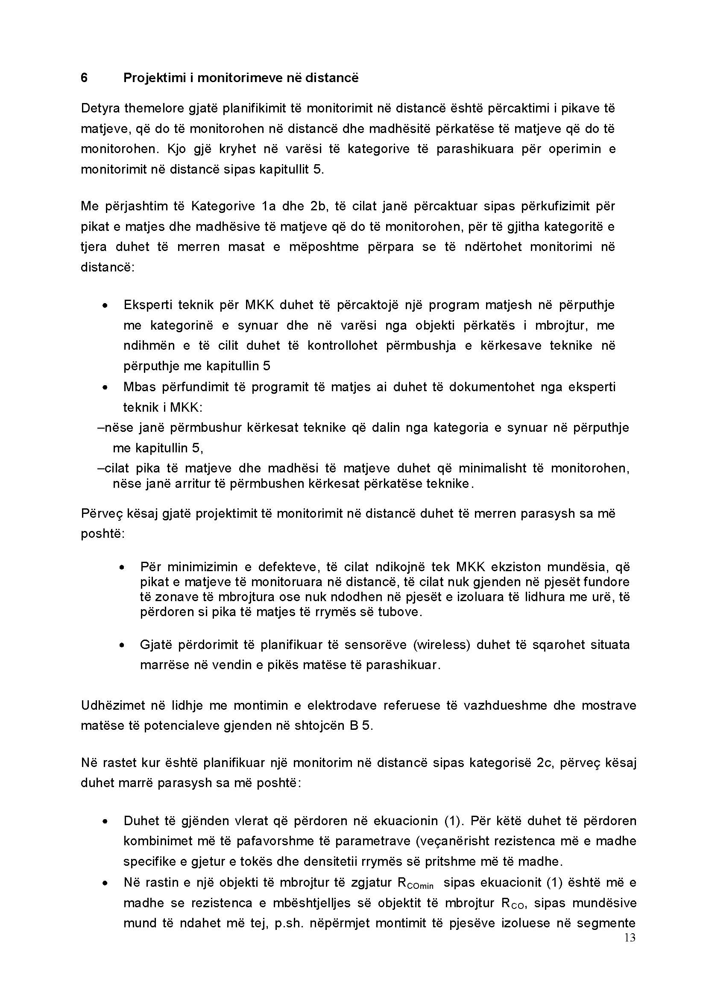 6 Projektimi i monitorimeve në distancë
Detyra themelore gjatë planifikimit të monitorimit në distancë është përcaktimi i pikave të
matjeve, që do të monitorohen në distancë dhe madhësitë përkatëse të matjeve që do të
monitorohen. Kjo gjë kryhet në varësi të kategorive të parashikuara për operimin e
monitorimit në distancë sipas kapitullit 5.
Me përjashtim të Kategorive 1a dhe 2b, të cilat janë përcaktuar sipas përkufizimit për
pikat e matjes dhe madhësive të matjeve që do të monitorohen, për të gjitha kategoritë e
tjera duhet të merren masat e mëposhtme përpara se të ndërtohet monitorimi në
distancë:
• Eksperti teknik për MKK duhet të përcaktojë një program matjesh në përputhje
me kategorinë e synuar dhe në varësi nga objekti përkatës i mbrojtur, me
ndihmën e të cilit duhet të kontrollohet përmbushja e kërkesave teknike në
përputhje me kapitullin 5
• Mbas përfundimit të programit të matjes ai duhet të dokumentohet nga eksperti
teknik i MKK:
–nëse janë përmbushur kërkesat teknike që dalin nga kategoria e synuar në përputhje
me kapitullin 5,
–cilat pika të matjeve dhe madhësi të matjeve duhet që minimalisht të monitorohen,
nëse janë arritur të përmbushen kërkesat përkatëse teknike.
Përveç kësaj gjatë projektimit të monitorimit në distancë duhet të merren parasysh sa më
poshtë:
• Për minimizimin e defekteve, të cilat ndikojnë tek MKK ekziston mundësia, që
pikat e matjeve të monitoruara në distancë, të cilat nuk gjenden në pjesët fundore
të zonave të mbrojtura ose nuk ndodhen në pjesët e izoluara të lidhura me urë, të
përdoren si pika të matjes të rrymës së tubove.
• Gjatë përdorimit të planifikuar të sensorëve (wireless) duhet të sqarohet situata
marrëse në vendin e pikës matëse të parashikuar.
Udhëzimet në lidhje me montimin e elektrodave referuese të vazhdueshme dhe mostrave
matëse të potencialeve gjenden në shtojcën B 5.
Në rastet kur është planifikuar një monitorim në distancë sipas kategorisë 2c, përveç kësaj
duhet marrë parasysh sa më poshtë:
• Duhet të gjënden vlerat që përdoren në ekuacionin (1). Për këtë duhet të përdoren
kombinimet më të pafavorshme të parametrave (veçanërisht rezistenca më e madhe
specifike e gjetur e tokës dhe densitetii rrymës së pritshme më të madhe.
• Në rastin e një objekti të mbrojtur të zgjatur RCOmin sipas ekuacionit (1) është më e
madhe se rezistenca e mbështjelljes së objektit të mbrojtur RCO, sipas mundësive
mund të ndahet më tej, p.sh. nëpërmjet montimit të pjesëve izoluese në segmente
13